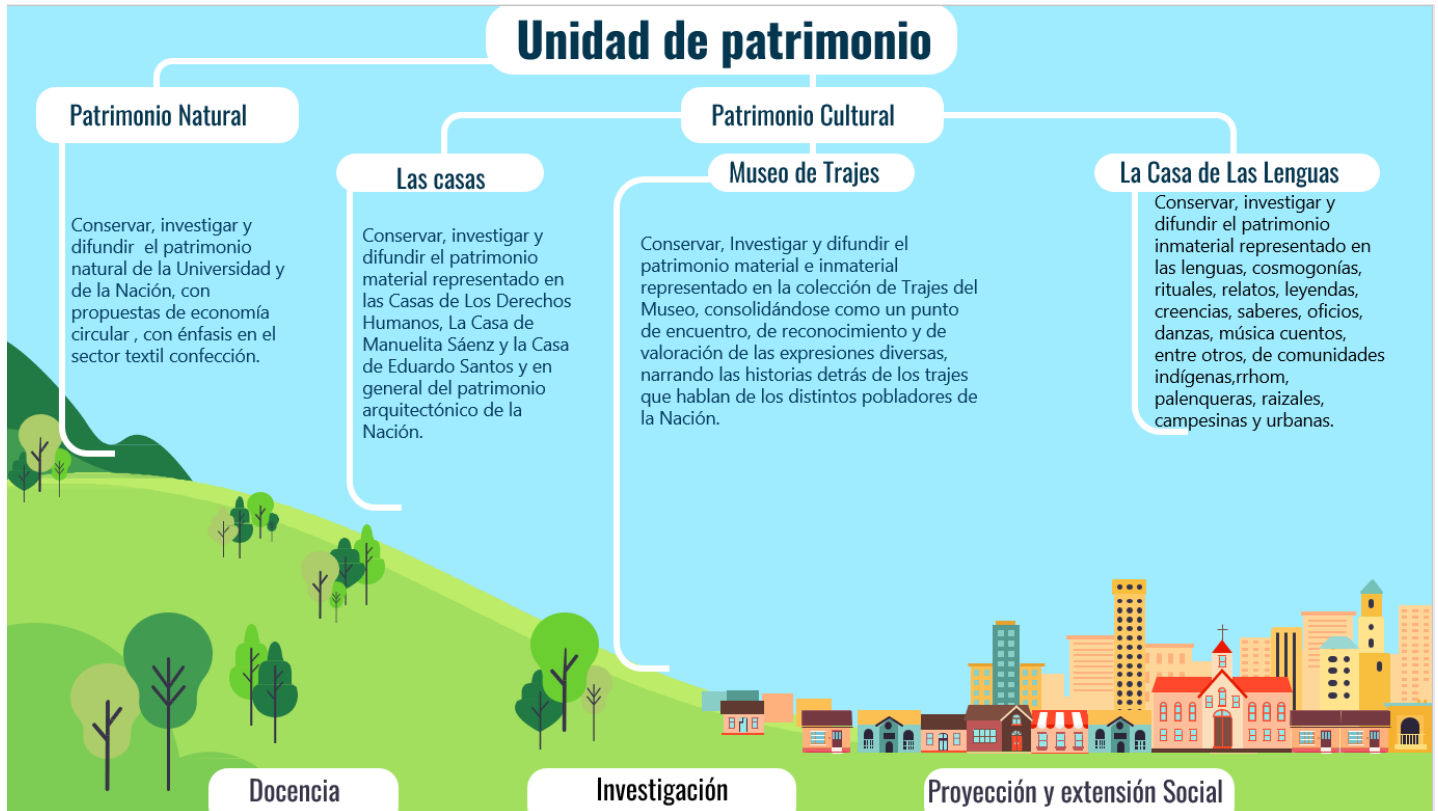 Unidad de patrimonio
Patrimonio Natural
Conservar, investigar y
difundir el patrimonio
natural de la Universidad y
de la Nación, con
propuestas de economía
circular , con énfasis en el
sector textil confección.
Patrimonio Cultural
Las casas
Conservar, investigar y
difundir el patrimonio
material representado en
las Casas de Los Derechos
Humanos, La Casa de
Manuelita Sáenz y la Casa
de Eduardo Santos y en
general del patrimonio
arquitectónico de la
Nación.
Museo de Trajes
Conservar, Investigar y difundir el
patrimonio material e inmaterial
representado en la colección de Trajes del
Museo, consolidándose como un punto
de encuentro, de reconocimiento y de
valoración de las expresiones diversas,
narrando las historias detrás de los trajes
que hablan de los distintos pobladores de
la Nación.
La Casa de Las Lenguas
Conservar, investigar y
difundir el patrimonio
inmaterial representado en
las lenguas, cosmogonías,
rituales, relatos, leyendas,
creencias, saberes, oficios,
danzas, música cuentos,
entre otros, de comunidades
indígenas,rrhom,
palenqueras, raizales,
campesinas y urbanas.
Docencia
Investigación
Proyección y extensión Social